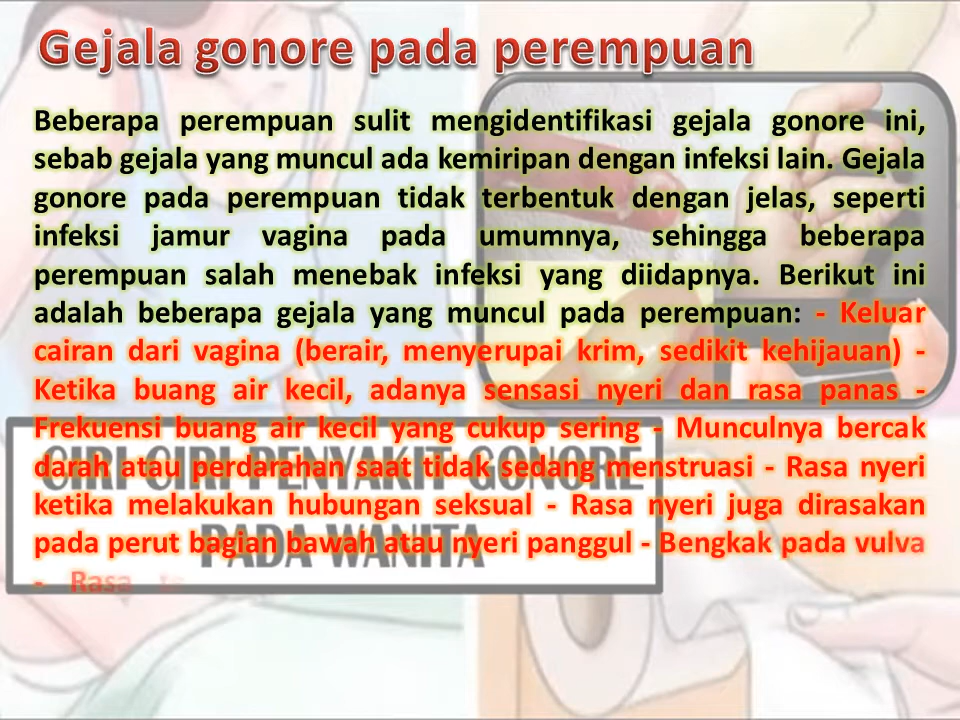 Gejala gonore pada perempuan
Beberapa perempuan sulit mengidentifikasi gejala gonore ini,
sebab gejala yang muncul ada kemiripan dengan infeksi lain. Gejala
gonore pada perempuan tidak terbentuk dengan jelas, seperti
infeksi jamur vagina pada umumnya, sehingga beberapa
perempuan salah menebak infeksi yang diidapnya. Berikut ini
adalah beberapa gejala yang muncul pada perempuan: - Keluar
cairan dari vagina (berair, menyerupai krim, sedikit kehijauan) -
Ketika buang air kecil, adanya sensasi nyeri dan rasa panas -
Frekuensi buang air kecil yang cukup sering - Munculnya bercak
darah atau perdarahan saat tidak sedang menstruasi - Rasa nyeri
ketika melakukan hubungan seksual - Rasa nyeri juga dirasakan
pada perut bagian bawah atau nyeri panggul - Bengkak pada vulva
- Rasa
CIRI-CIRI PENYAKIT GONORE
PADA WANITA